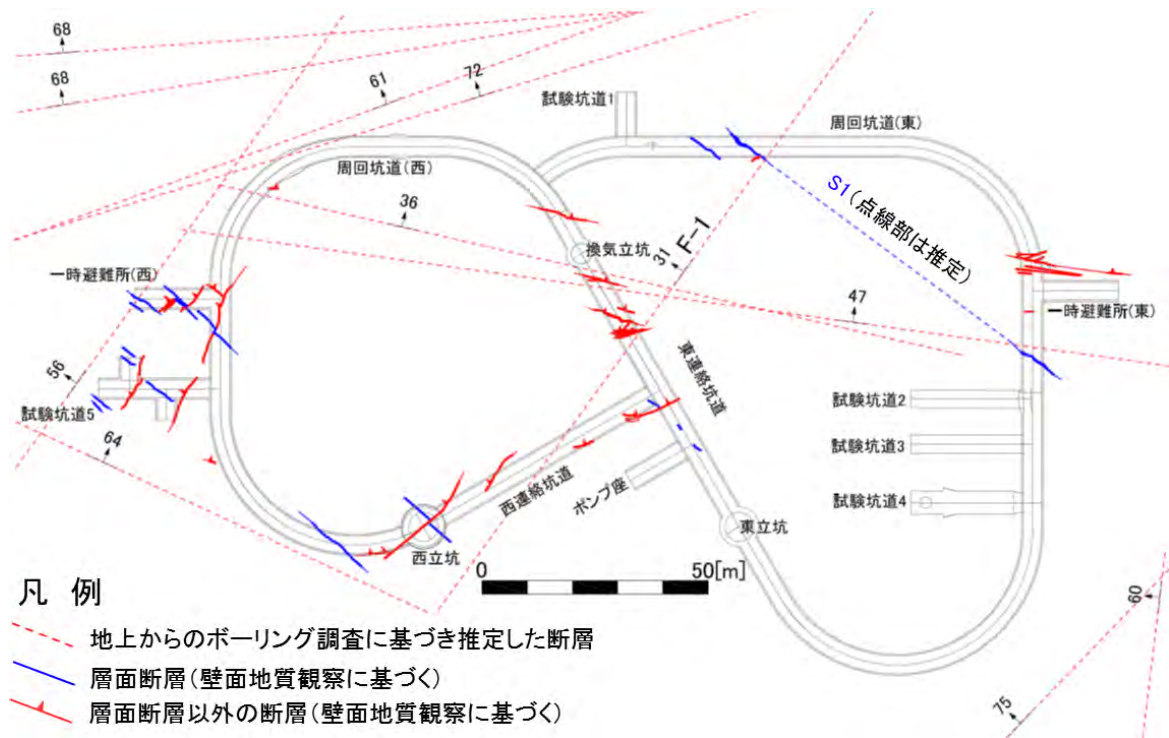 68
68
61
72
試験坑道1
周回坑道(東)
周回坑道(西)
36
S1(点線部は推定)
換気立坑
31
F-1
一時避難所(西)
47
一時避難所(東)
56
東連絡坑道
試験坑道5
64
試験坑道2
試験坑道3
試験坑道4
西連絡坑道
ポンプ座
西立坑
東立坑
0
50[m]
60
75
凡 例
地上からのボーリング調査に基づき推定した断層
層面断層(壁面地質観察に基づく)
層面断層以外の断層(壁面地質観察に基づく)